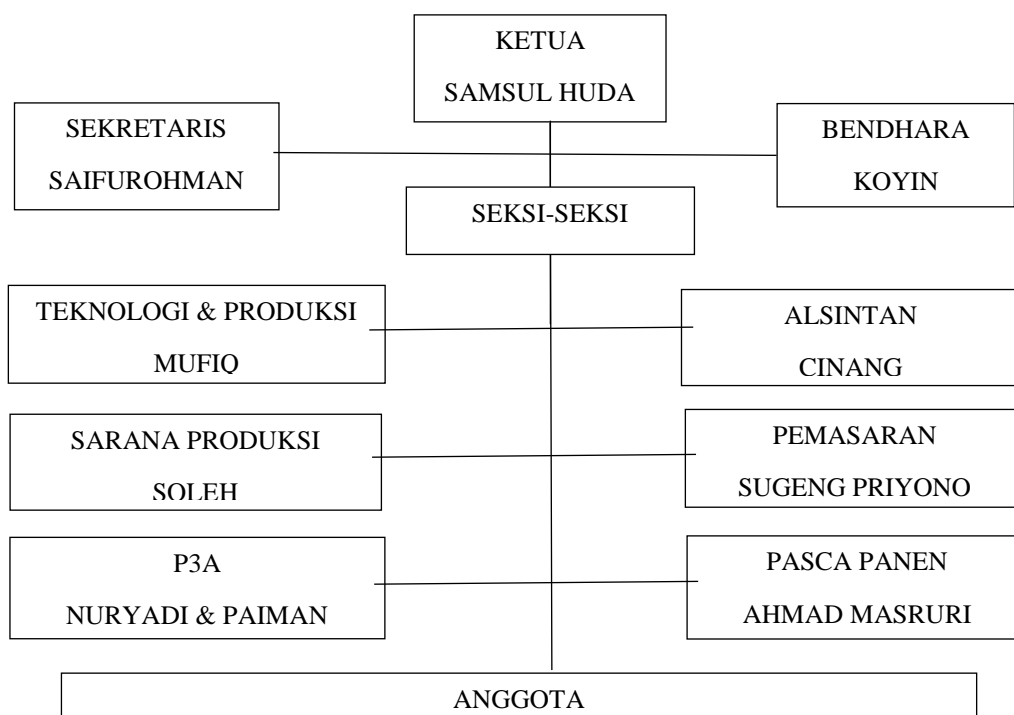 KETUA
SAMSUL HUDA
SEKRETARIS
SAIFUROHMAN
BENDHARA
KOYIN
SEKSI-SEKSI
TEKNOLOGI & PRODUKSI
MUFIQ
ALSINTAN
CINANG
SARANA PRODUKSI
SOLEH
PEMASARAN
SUGENG PRIYONO
P3A
NURYADI & PAIMAN
PASCA PANEN
AHMAD MASRURI
ANGGOTA